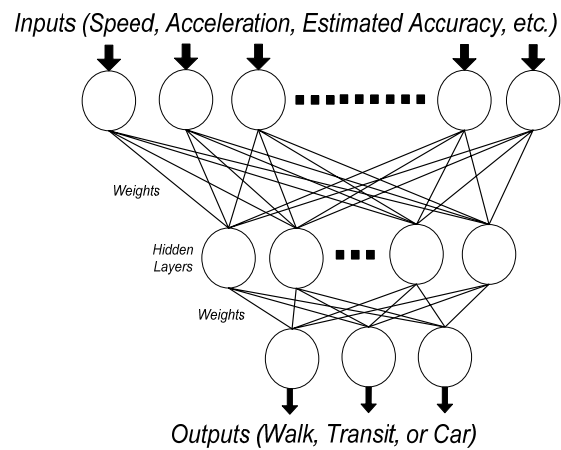 Inputs (Speed, Acceleration, Estimated Accuracy, etc.)
Weights
Hidden
Layers
Weights
Outputs (Walk, Transit, or Car)